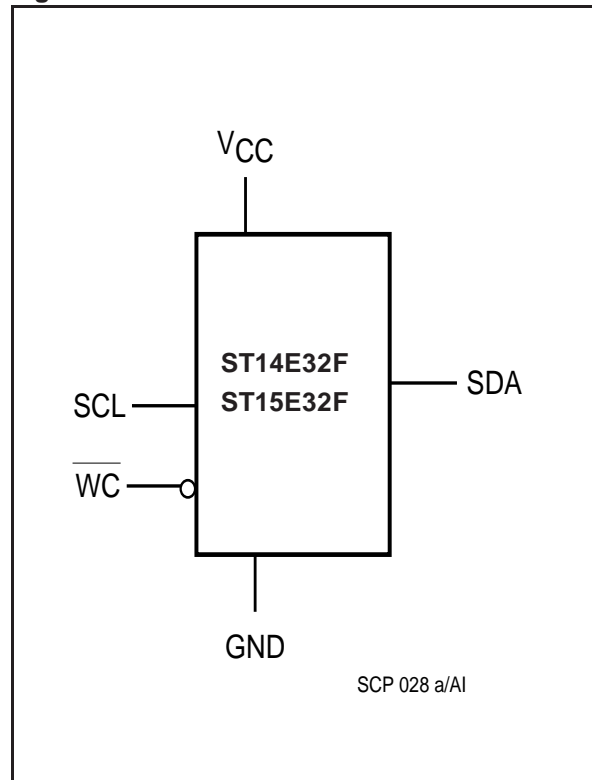 VCC
ST14E32F
ST15E32F
SCL
SDA
WC
GND
SCP 028 a/AI